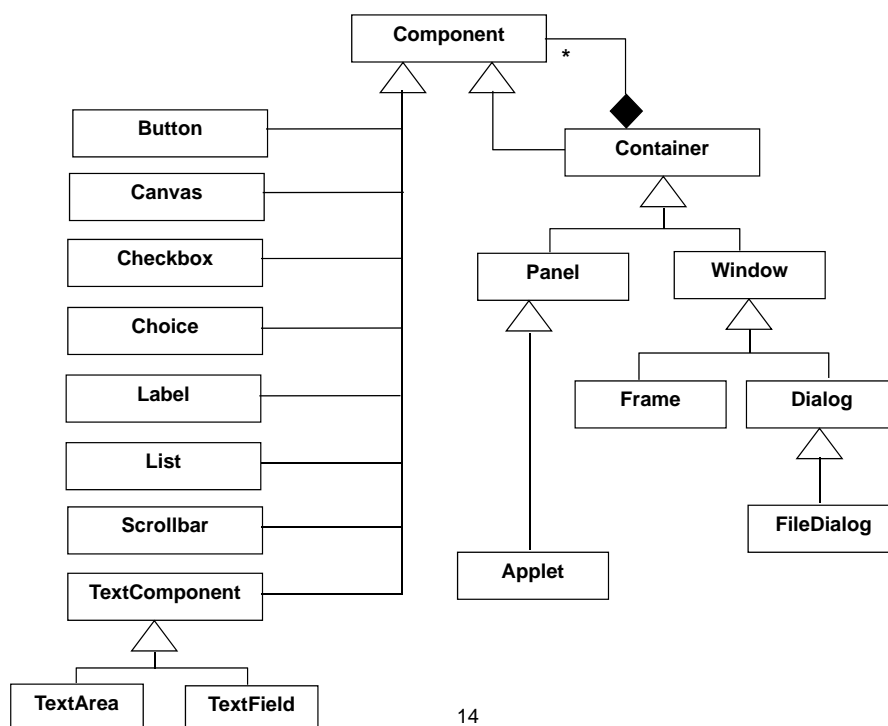 Component
*
Button
Container
Canvas
Checkbox
Panel
Window
Choice
Label
Frame
Dialog
List
Scrollbar
FileDialog
Applet
TextComponent
TextArea
TextField
14